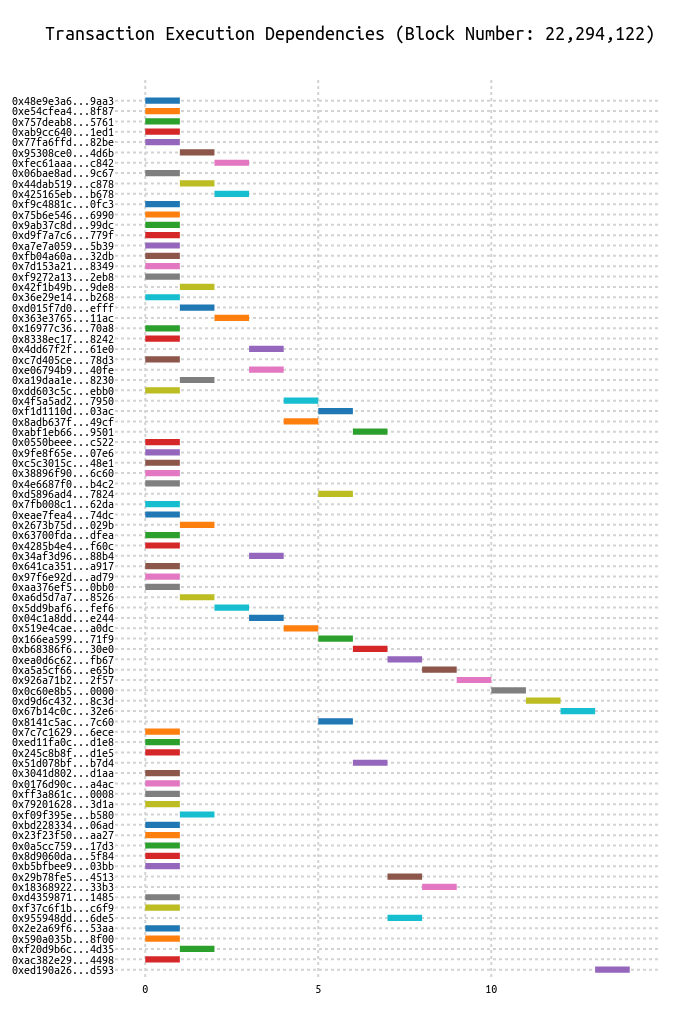 Transaction Execution Dependencies (Block Number: 22,294,122)
0x48e9e3a6...9aa3
0xe54cfea4...8f87
0x757deab8...5761
0xab9cc640...1ed1
0x77fa6ffd...82be
0x95308ce0...4d6b
0xfec61aaa...c842
0x06bae8ad...9c67
0x44dab519...c878
0x425165eb...b678
0xf9c4881c...0fc3
0x75b6e546...6990
0x9ab37c8d...99dc
0xd9f7a7c6...779f
0xa7e7a059...5b39
0xfb04a60a...32db
0x7d153a21...8349
0xf9272a13...2eb8
0x42f1b49b...9de8
0x36e29e14...b268
0xd015f7d0...efff
0x363e3765...11ac
0x16977c36...70a8
0x8338ec17...8242
0x4dd67f2f...61e0
0xc7d405ce...78d3
0xe06794b9...40fe
0xa19daa1e...8230
0xdd603c5c...ebb0
0x4f5a5ad2...7950
0xf1d1110d...03ac
0x8adb637f...49cf
0xabf1eb66...9501
0x0550beee...c522
0x9fe8f65e...07e6
0xc5c3015c...48e1
0x38896f90...6c60
0x4e6687f0...b4c2
0xd5896ad4...7824
0x7fb008c1...62da
0xeae7fea4...74dc
0x2673b75d...029b
0x63700fda...dfea
0x4285b4e4...f60c
0x34af3d96...88b4
0x641ca351...a917
0x97f6e92d...ad79
0xaa376ef5...0bb0
0xa6d5d7a7...8526
0x5dd9baf6...fef6
0x04c1a8dd...e244
0x519e4cae...a0dc
0x166ea599...71f9
0xb68386f6...30e0
0xea0d6c62...fb67
0xa5a5cf66...e65b
0x926a71b2...2f57
0x0c60e8b5...0000
0xd9d6c432...8c3d
0x67b14c0c...32e6
0x8141c5ac...7c60
0x7c7c1629...6ece
0xed11fa0c...d1e8
0x245c8b8f...d1e5
0x51d078bf...b7d4
0x3041d802...d1aa
0x0176d90c...a4ac
0xff3a861c...0008
0x79201628...3d1a
0xf09f395e...b580
0xbd228334...06ad
0x23f23f50...aa27
0x0a5cc759...17d3
0x8d9060da...5f84
0xb5bfbee9...03bb
0x29b78fe5...4513
0x18368922...33b3
0xd4359871...1485
0xf37c6f1b...c6f9
0x955948dd...6de5
0x2e2a69f6...53aa
0x590a035b...8f00
0xf20d9b6c...4d35
0xac382e29...4498
0xed190a26...d593
0 5 10